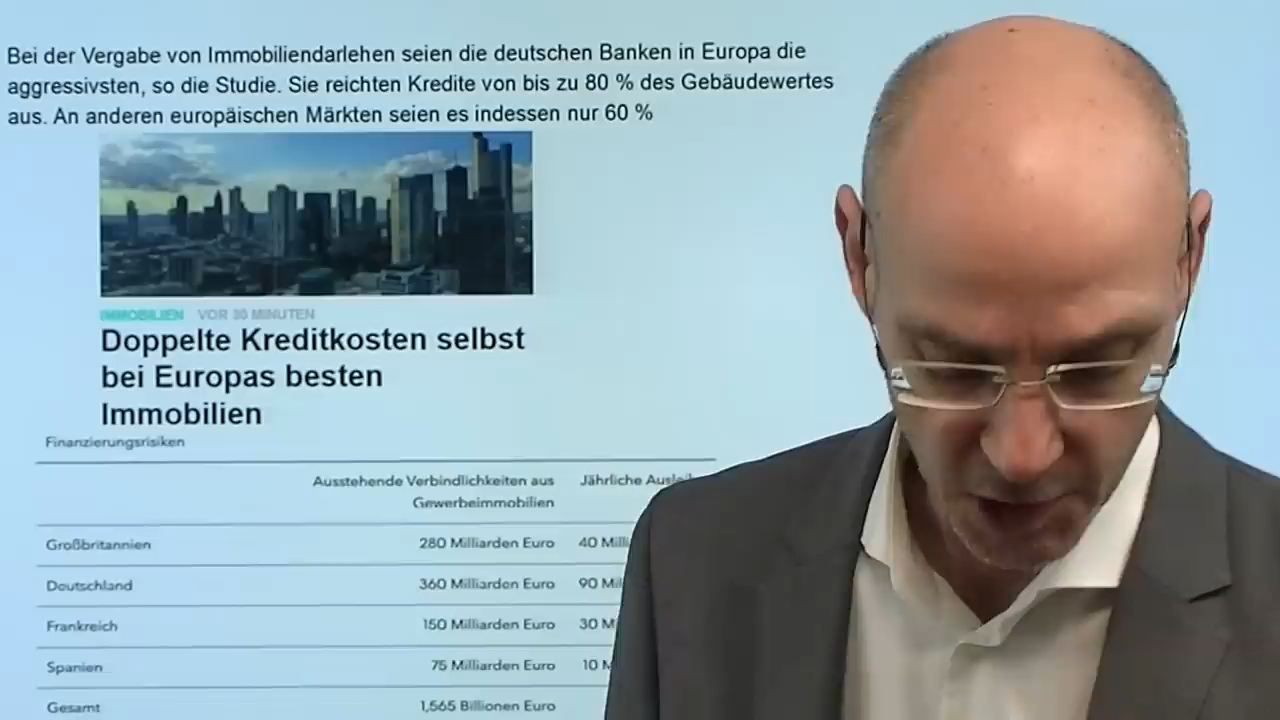 Bei der Vergabe von Immobiliendarlehen seien die deutschen Banken in Europa die
aggressivsten, so die Studie. Sie reichten Kredite von bis zu 80 % des Gebäudewertes
aus. An anderen europäischen Märkten seien es indessen nur 60 %
IMMOBILIEN VOR 30 MINUTEN
Doppelte Kreditkosten selbst
bei Europas besten
Immobilien
Finanzierungsrisiken
Ausstehende Verbindlichkeiten aus Jährliche
Gewerbeimmobilien
Großbritannien 280 Milliarden Euro 40
Deutschland 360 Milliarden Euro 90
Frankreich 150 Milliarden Euro 30
Spanien 75 Milliarden Euro 10
Gesamt 1,565 Billionen Euro